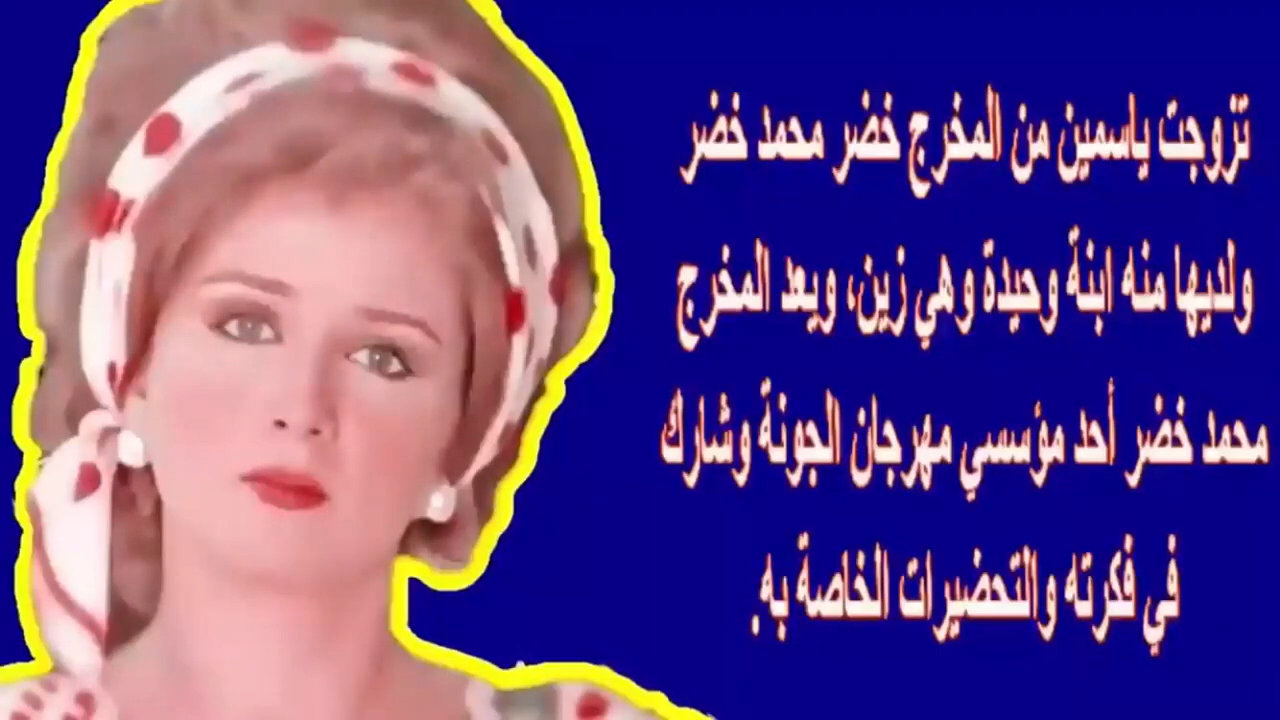 تزوجت ياسمين من المخرج خضر محمد خضر
ولديها منه ابنة وحيدة وهي زين، ويعد المخرج
محمد خضر أحد مؤسسي مهرجان الجونة وشارك
في فكرته والتحضيرات الخاصة به.